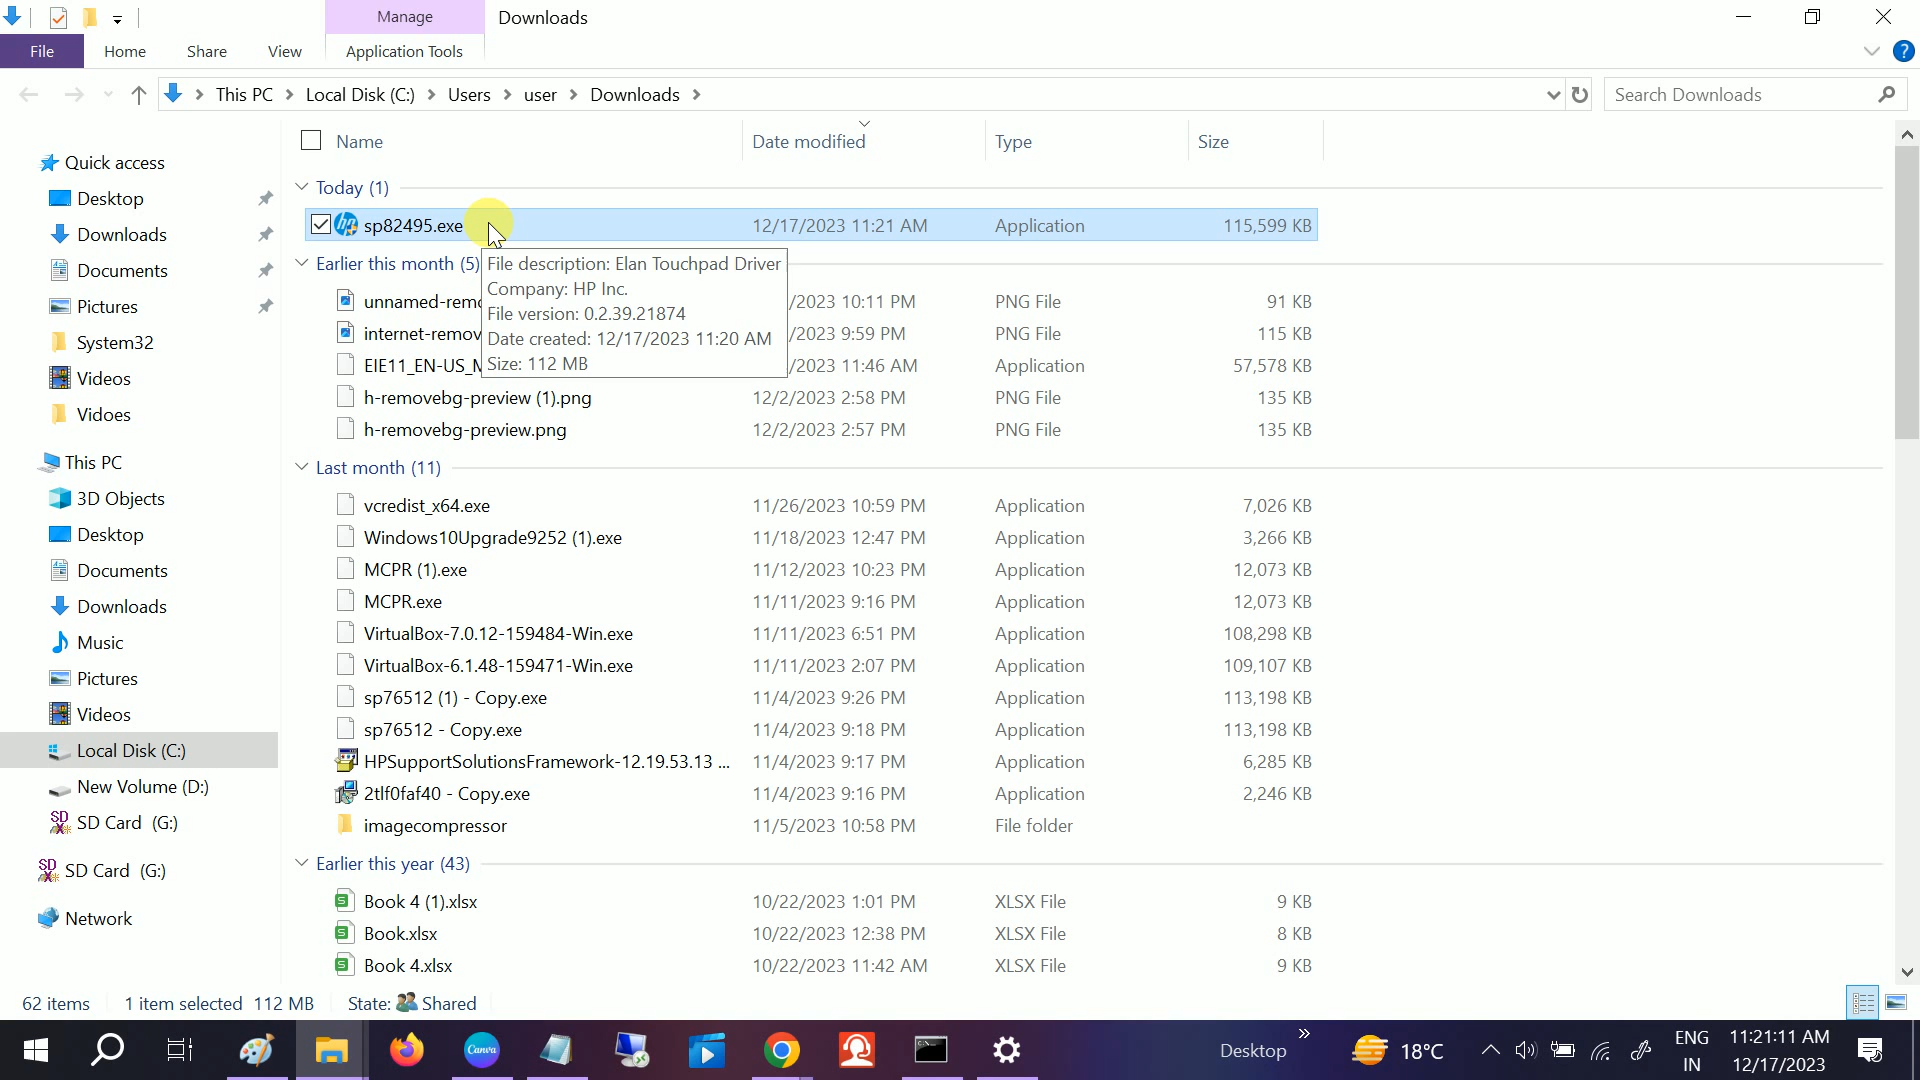 Manage
Downloads
File
Home
Share
View
Application Tools
This PC > Local Disk (C:) > Users > user > Downloads >
Search Downloads
Name
Date modified
Type
Size
Quick access
Desktop
Downloads
Documents
Pictures
System32
Videos
Vidoes
This PC
3D Objects
Desktop
Documents
Downloads
Music
Pictures
Videos
Local Disk (C:)
New Volume (D:)
SD Card (G:)
SD Card (G:)
Network
Today (1)
sp82495.exe 12/17/2023 11:21 AM Application 115,599 KB
File description: Elan Touchpad Driver
Company: HP Inc.
File version: 0.2.39.21874
Date created: 12/17/2023 11:20 AM
Size: 112 MB
Earlier this month (5)
unnamed-remo /2023 10:11 PM PNG File 91 KB
internet-remov /2023 9:59 PM PNG File 115 KB
EIE11_EN-US_M /2023 11:46 AM Application 57,578 KB
h-removebg-preview (1).png 12/2/2023 2:58 PM PNG File 135 KB
h-removebg-preview.png 12/2/2023 2:57 PM PNG File 135 KB
Last month (11)
vcredist_x64.exe 11/26/2023 10:59 PM Application 7,026 KB
Windows10Upgrade9252 (1).exe 11/18/2023 12:47 PM Application 3,266 KB
MCPR (1).exe 11/12/2023 10:23 PM Application 12,073 KB
MCPR.exe 11/11/2023 9:16 PM Application 12,073 KB
VirtualBox-7.0.12-159484-Win.exe 11/11/2023 6:51 PM Application 108,298 KB
VirtualBox-6.1.48-159471-Win.exe 11/11/2023 2:07 PM Application 109,107 KB
sp76512 (1) - Copy.exe 11/4/2023 9:26 PM Application 113,198 KB
sp76512 - Copy.exe 11/4/2023 9:18 PM Application 113,198 KB
HPSupportSolutionsFramework-12.19.53.13 ... 11/4/2023 9:17 PM Application 6,285 KB
2tlf0faf40 - Copy.exe 11/4/2023 9:16 PM Application 2,246 KB
imagecompressor 11/5/2023 10:58 PM File folder
Earlier this year (43)
Book 4 (1).xlsx 10/22/2023 1:01 PM XLSX File 9 KB
Book.xlsx 10/22/2023 12:38 PM XLSX File 8 KB
Book 4.xlsx 10/22/2023 11:42 AM XLSX File 9 KB
62 items 1 item selected 112 MB State: Shared
Canva
Desktop
18°C
ENG
IN
11:21:11 AM
12/17/2023